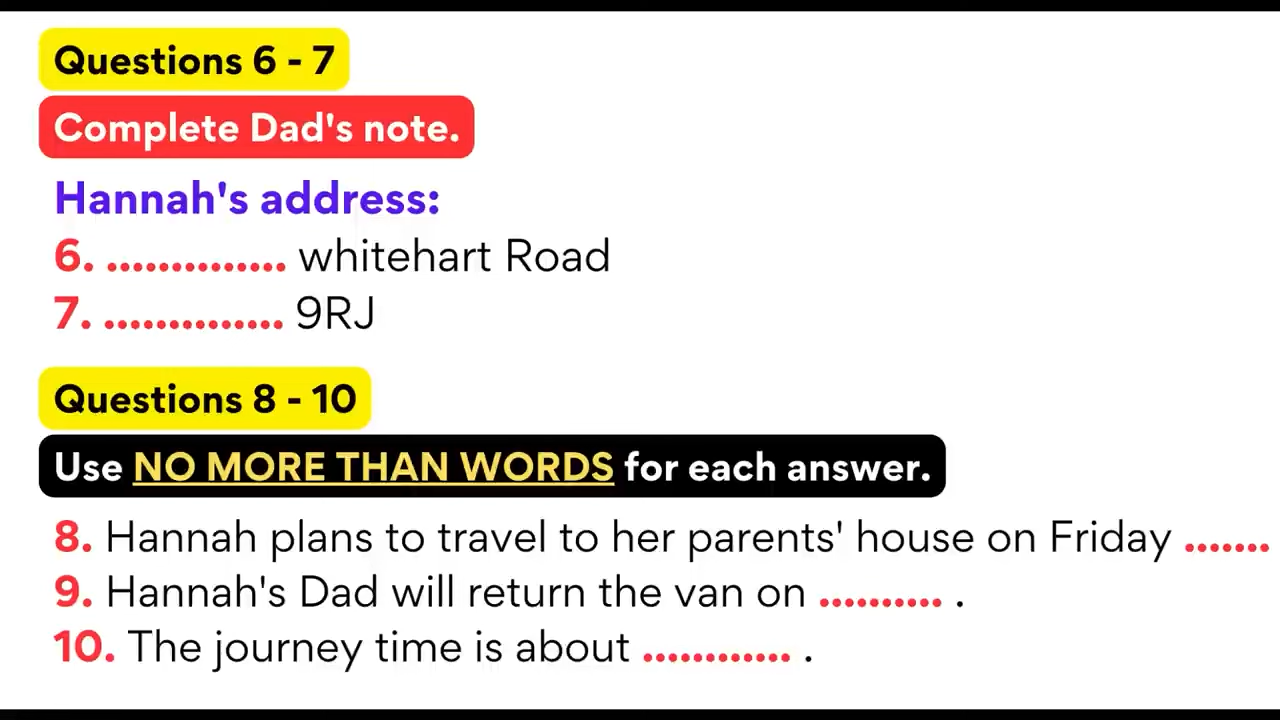 Questions 6 - 7
Complete Dad's note.
Hannah's address:
6. .............. whitehart Road
7. .............. 9RJ
Questions 8 - 10
Use NO MORE THAN WORDS for each answer.
8. Hannah plans to travel to her parents' house on Friday .......
9. Hannah's Dad will return the van on .......... .
10. The journey time is about ............ .